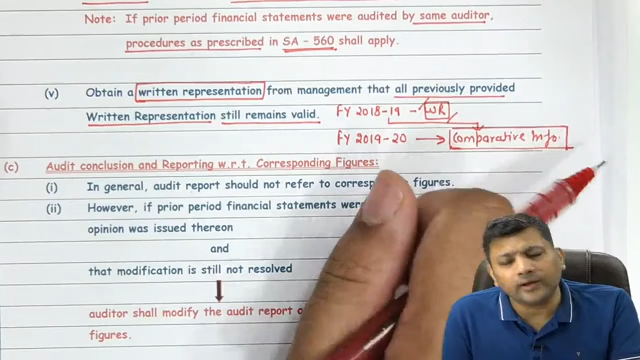 Note: If prior period financial statements were audited by same auditor,
procedures as prescribed in SA - 560 shall apply.
(v) Obtain a written representation from management that all previously provided
Written Representation still remains valid.
FY 2018-19 - WR
FY 2019-20 → Comparative Info.
(c) Audit conclusion and Reporting w.r.t. Corresponding Figures:
(i) In general, audit report should not refer to figures.
(ii) However, if prior period financial statements were
opinion was issued thereon
and
that modification is still not resolved
auditor shall modify the audit report
figures.